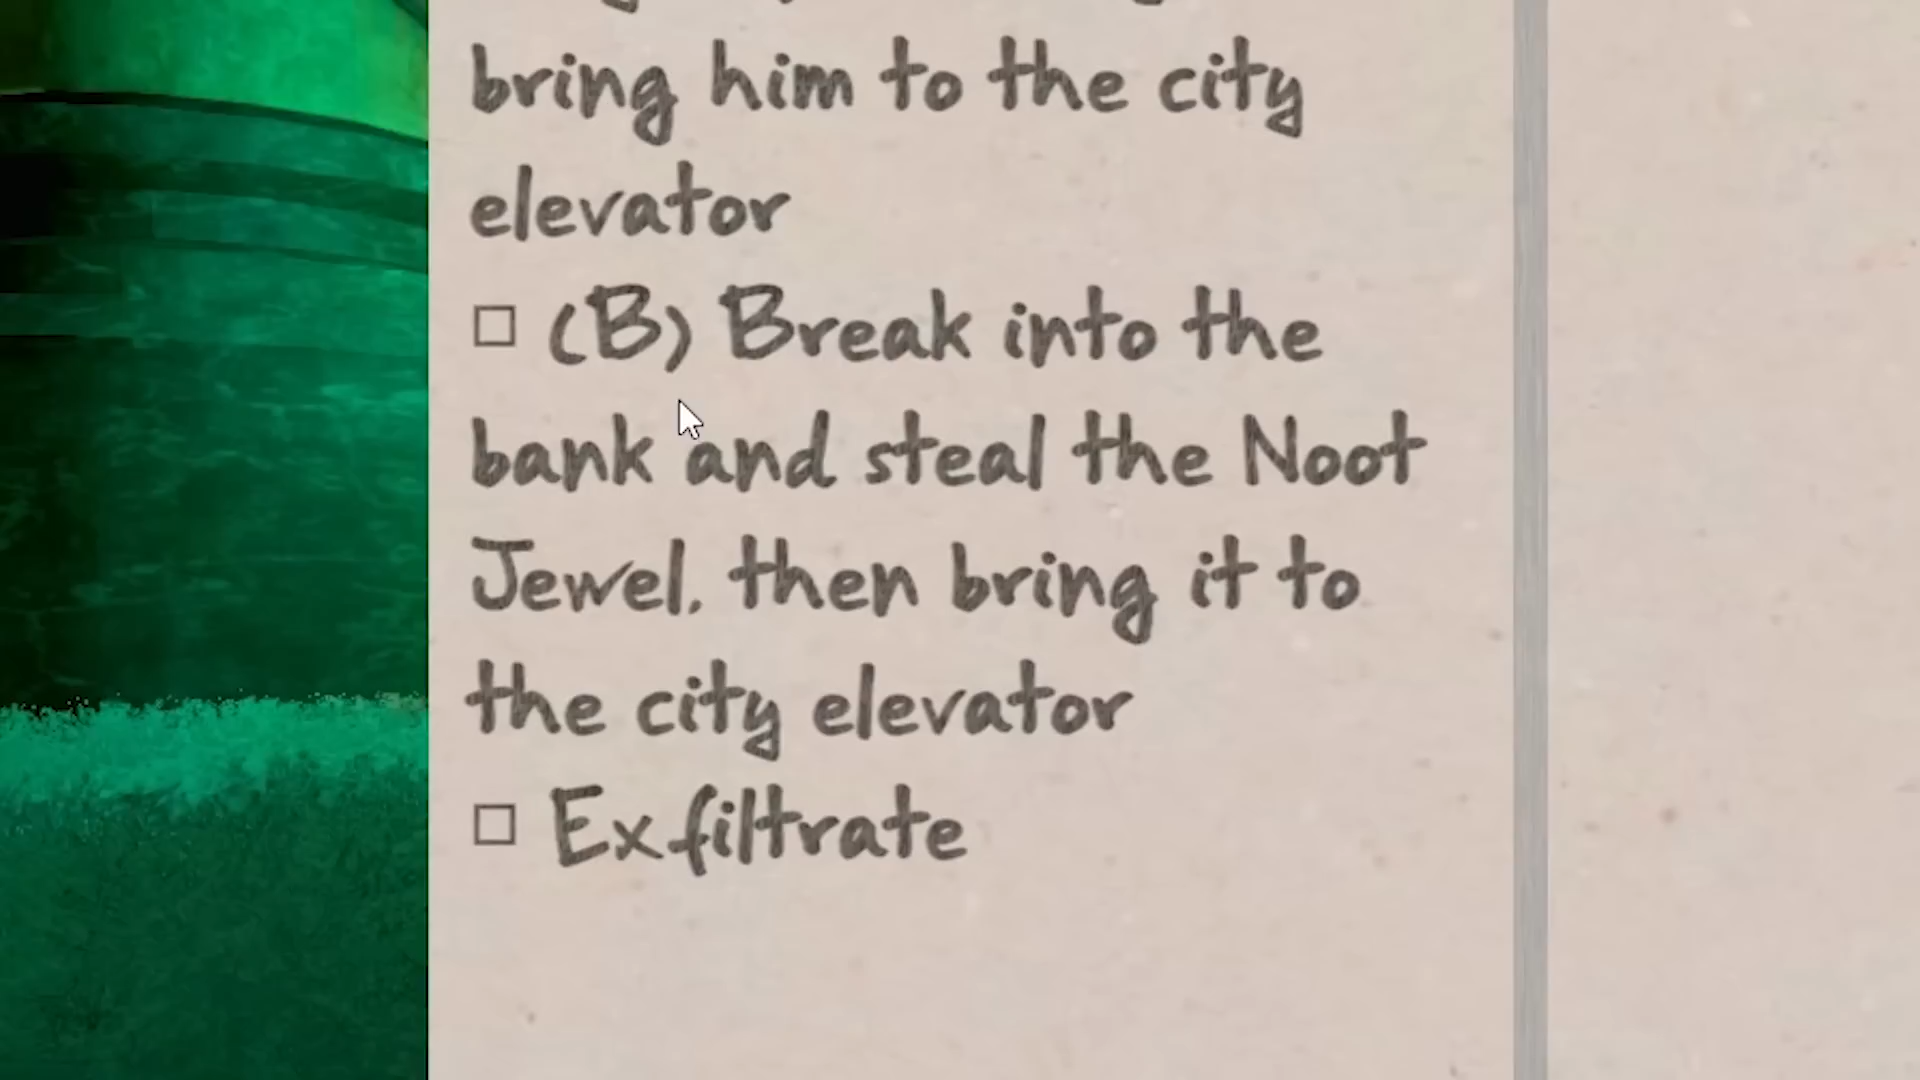 bring him to the city
elevator
☐ (B) Break into the
bank and steal the Noot
Jewel, then bring it to
the city elevator
☐ Exfiltrate